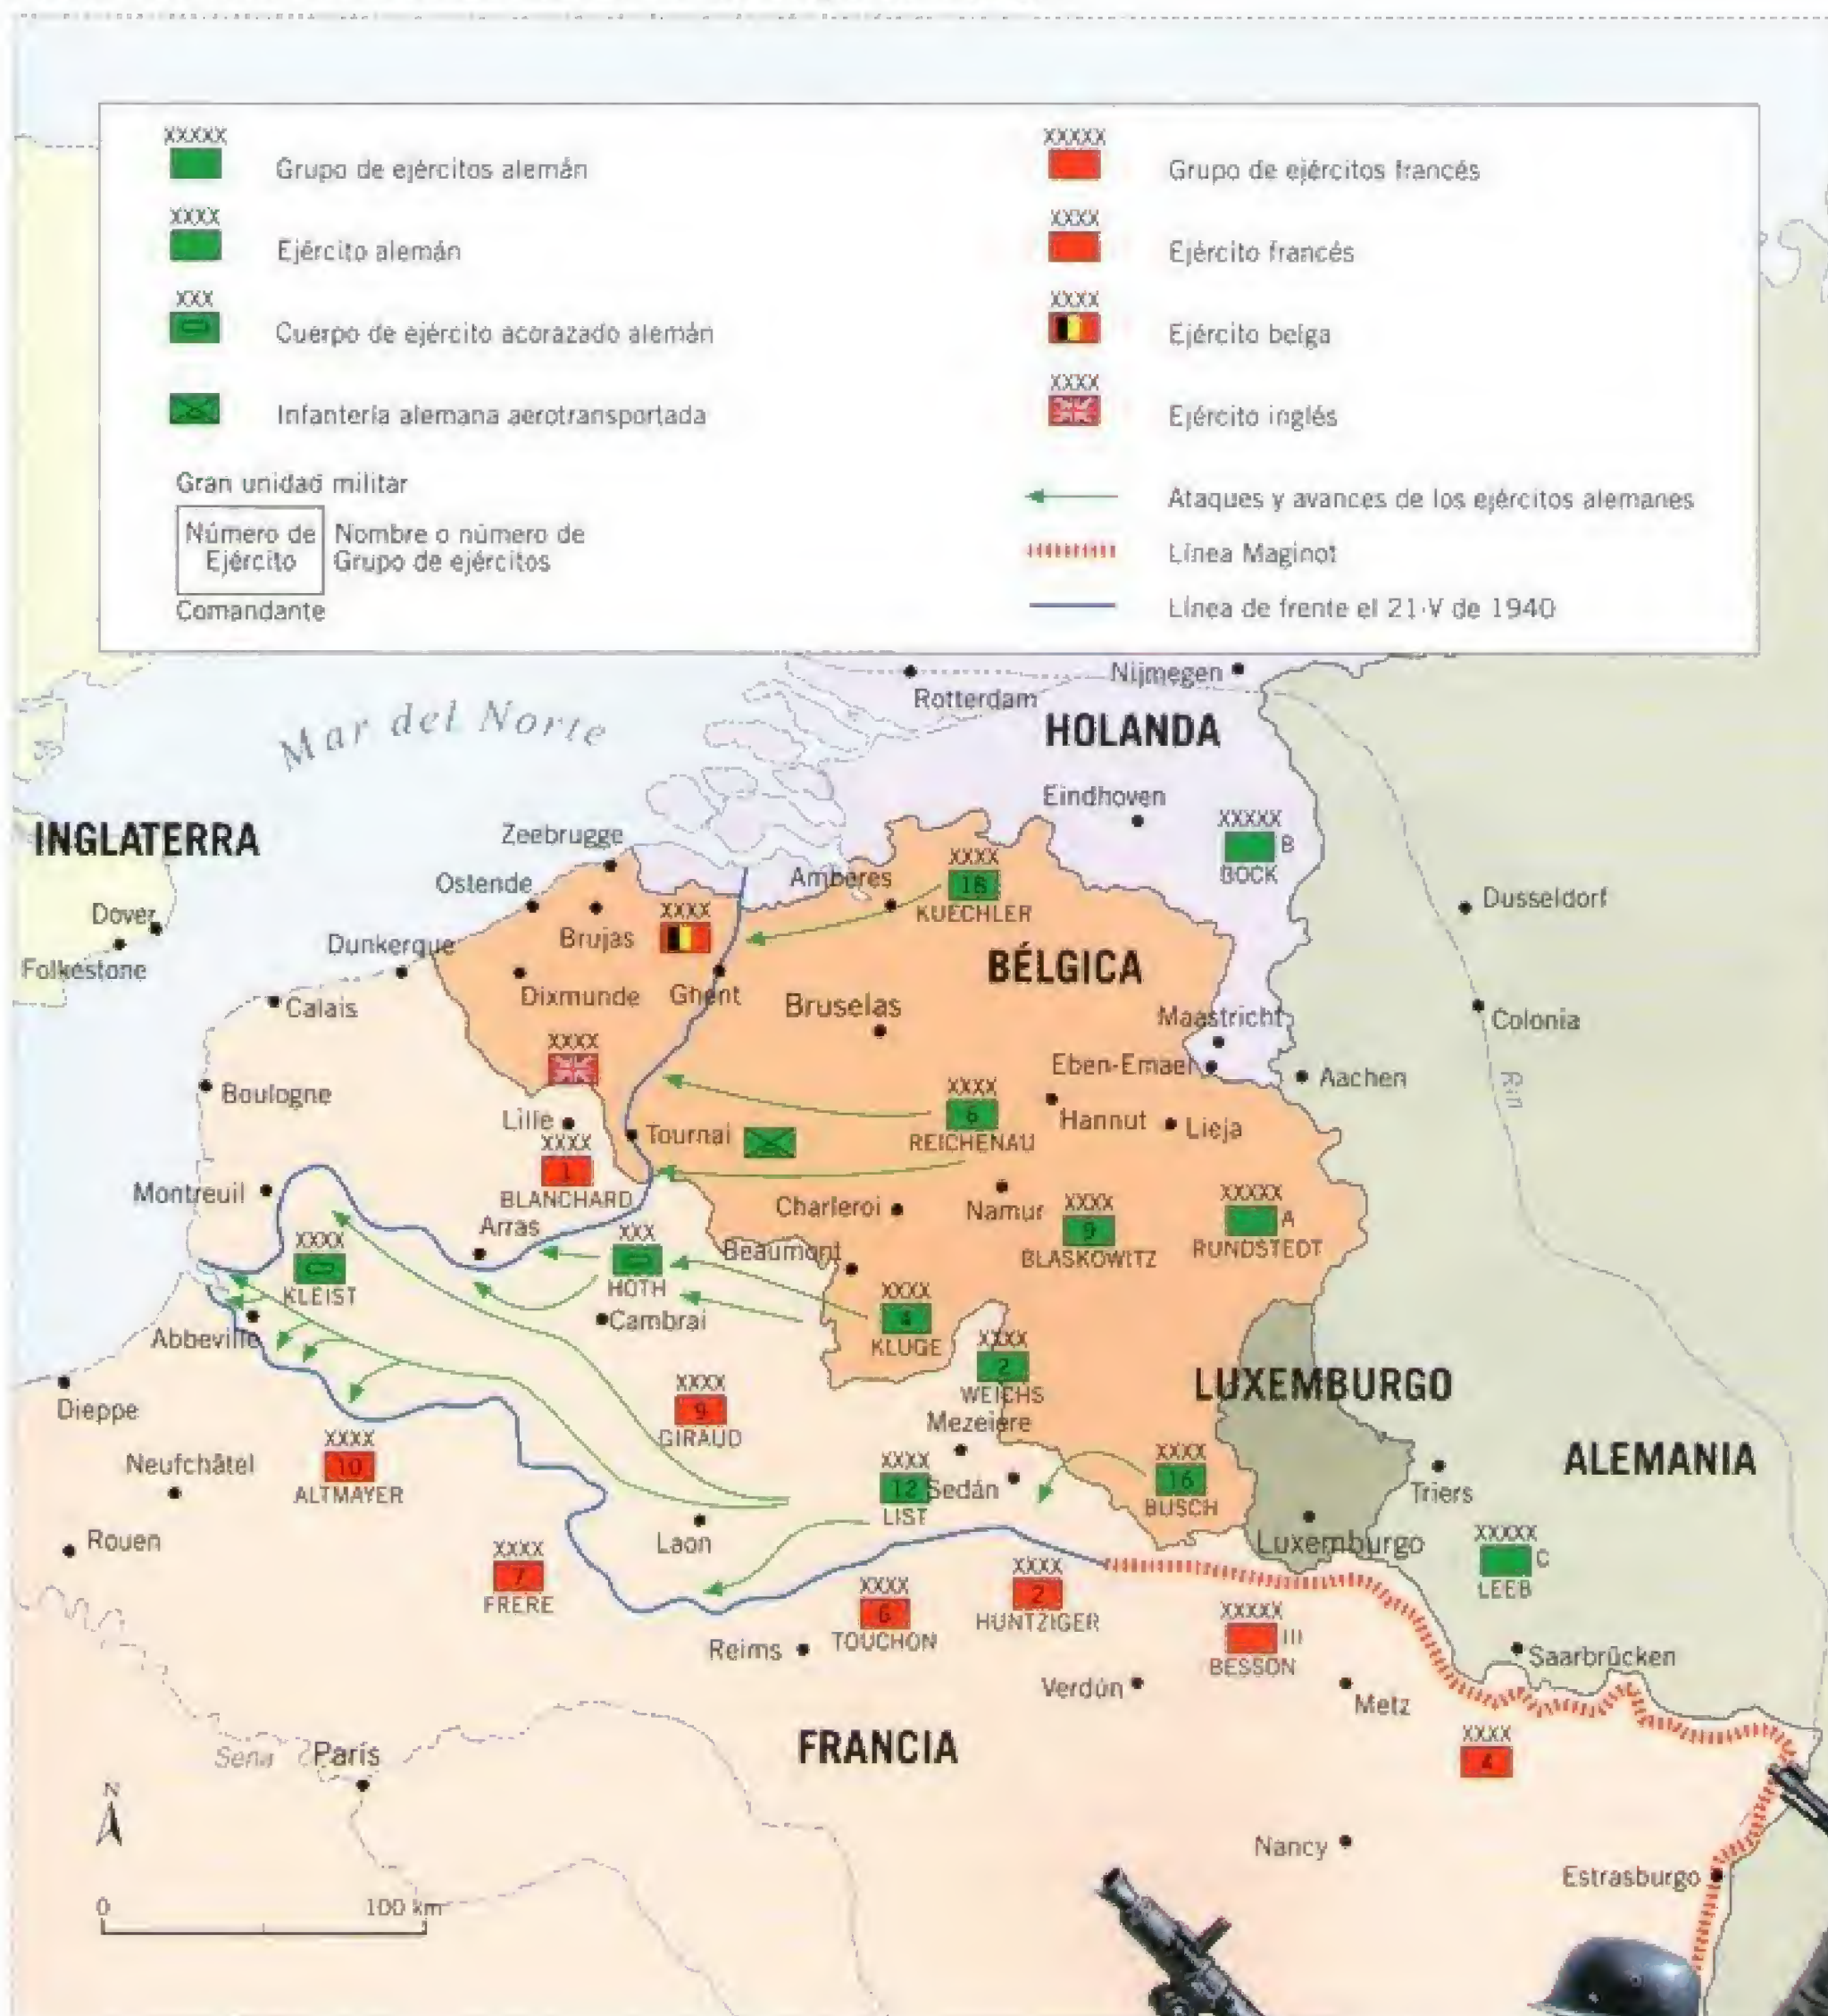 XXXXX
Grupo de ejércitos alemán
XXXX
Ejército alemán
XXX
Cuerpo de ejército acorazado alemán
Infantería alemana aerotransportada
Gran unidad militar
Número de
Ejército
Nombre o número de
Grupo de ejércitos
Comandante
XXXXX
Grupo de ejércitos francés
XXXX
Ejército francés
XXXX
Ejército belga
XXXX
Ejército inglés
Ataques y avances de los ejércitos alemanes
Línea Maginot
Línea de frente el 21-V de 1940
Rotterdam
Nijmegen
Mar del Norte
HOLANDA
Eindhoven
INGLATERRA
Zeebrugge
XXXXX
B
BOCK
Ostende
Amberes
XXXX
18
KUECHLER
Dusseldorf
Dover
XXXX
Brujas
Dunkerque
Folkestone
BÉLGICA
Dixmunde
Ghent
Calais
Bruselas
Maastricht
Colonia
XXXX
Eben-Emael
Aachen
Boulogne
Rin
XXXX
6
REICHENAU
Hannut
Lieja
Lille
Tournai
XXXX
1
BLANCHARD
Montreuil
Charleroi
Namur
XXXX
9
BLASKOWITZ
XXXXX
A
RUNDSTEDT
Arras
XXX
HOTH
Beaumont
XXXX
KLEIST
Cambrai
XXXX
4
KLUGE
Abbeville
XXXX
2
WEICHS
LUXEMBURGO
Dieppe
XXXX
9
GIRAUD
Mezeiere
XXXX
10
ALTMAYER
Neufchâtel
XXXX
12
LIST
Sedán
XXXX
16
BUSCH
ALEMANIA
Triers
Rouen
Laon
Luxemburgo
XXXXX
C
LEEB
XXXX
7
FRERE
XXXX
6
TOUCHON
XXXX
2
HUNTZIGER
XXXXX
III
BESSON
Reims
Saarbrücken
Verdún
Metz
XXXX
4
FRANCIA
Sena
París
N
Nancy
Estrasburgo
0
100 km